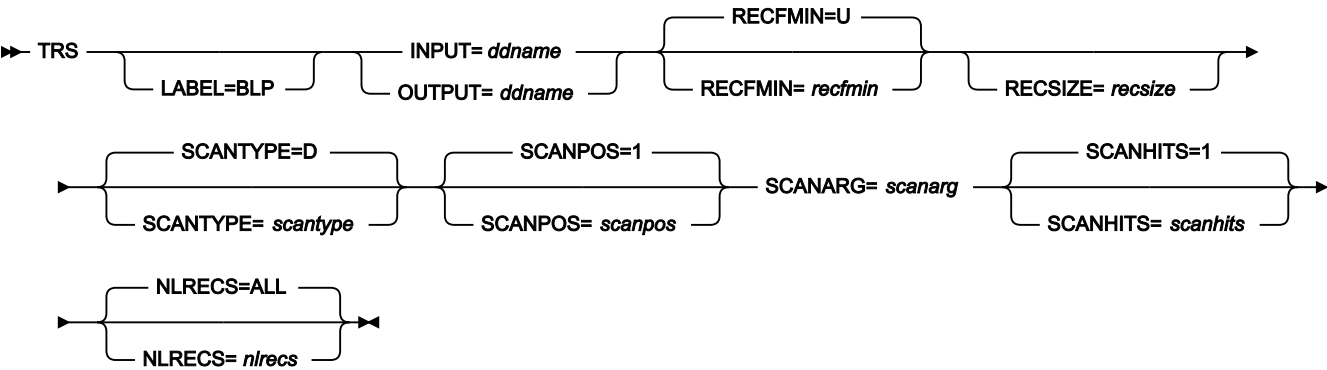 RECFMIN=U
TRS INPUT= ddname
LABEL=BLP OUTPUT= ddname RECFMIN= recfmin RECSIZE= recsize
SCANTYPE=D SCANPOS=1 SCANHITS=1
SCANARG= scanarg
SCANTYPE= scantype SCANPOS= scanpos SCANHITS= scanhits
NLRECS=ALL
NLRECS= nlrecs